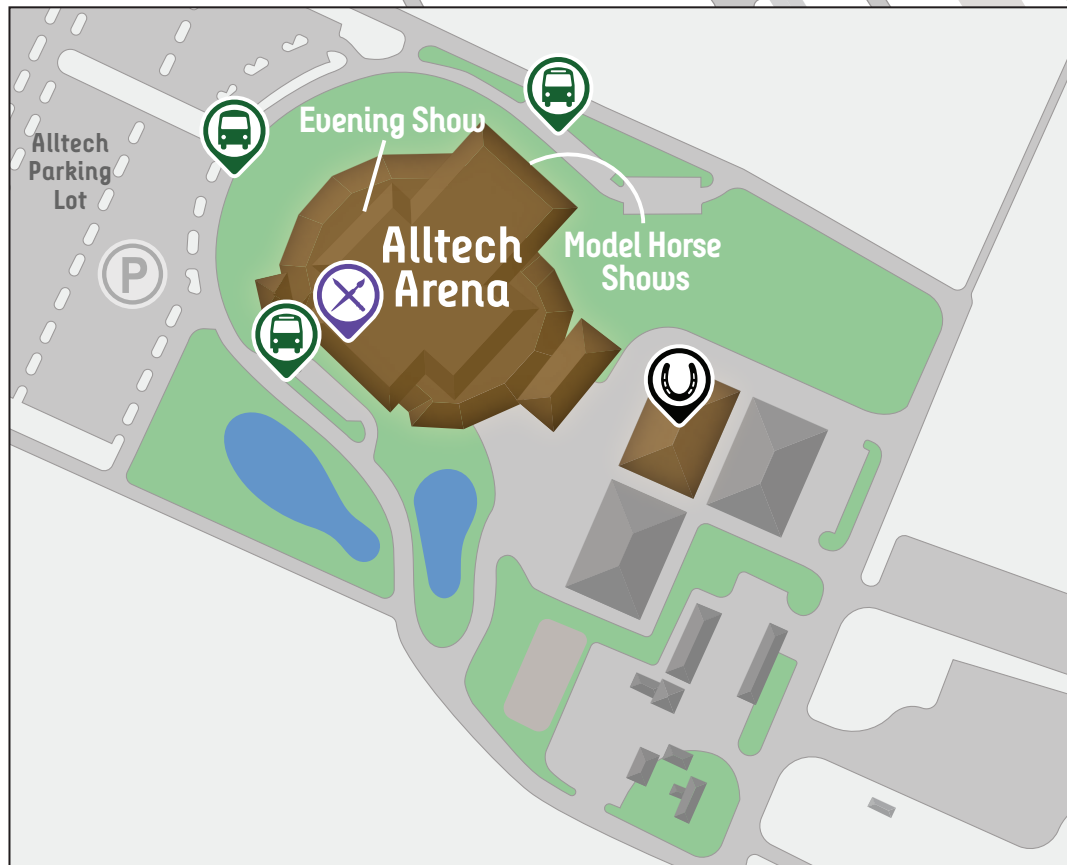 Evening Show
Alltech
Parking
Lot
P
Alltech
Arena
Model Horse
Shows